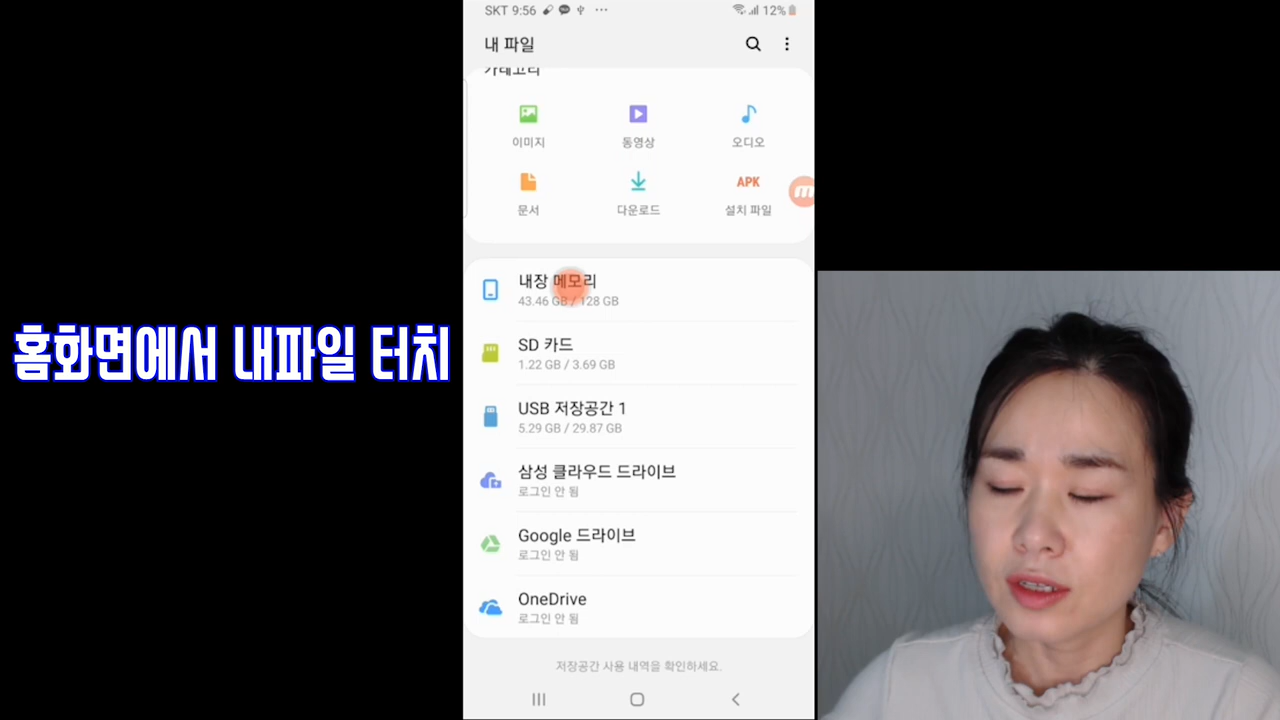 홈화면에서 내파일 터치
SKT 9:56
12%
내 파일
카테고리
이미지
동영상
오디오
문서
다운로드
APK
설치 파일
내장 메모리
43.46 GB / 128 GB
SD 카드
1.22 GB / 3.69 GB
USB 저장공간 1
5.29 GB / 29.87 GB
삼성 클라우드 드라이브
로그인 안 됨
Google 드라이브
로그인 안 됨
OneDrive
로그인 안 됨
저장공간 사용 내역을 확인하세요.